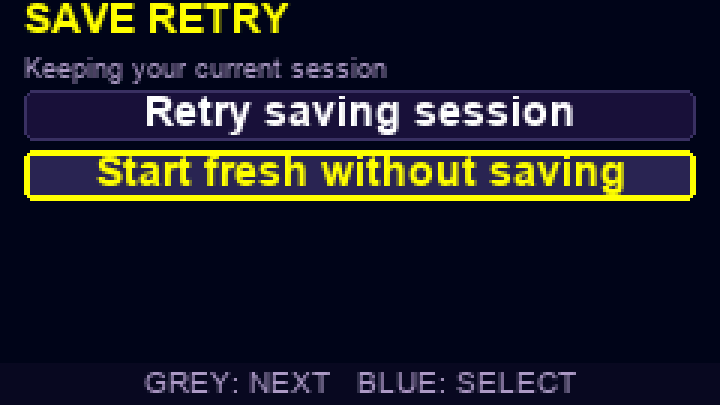 SAVE RETRY
Keeping your current session
Retry saving session
Start fresh without saving
GREY: NEXT BLUE: SELECT